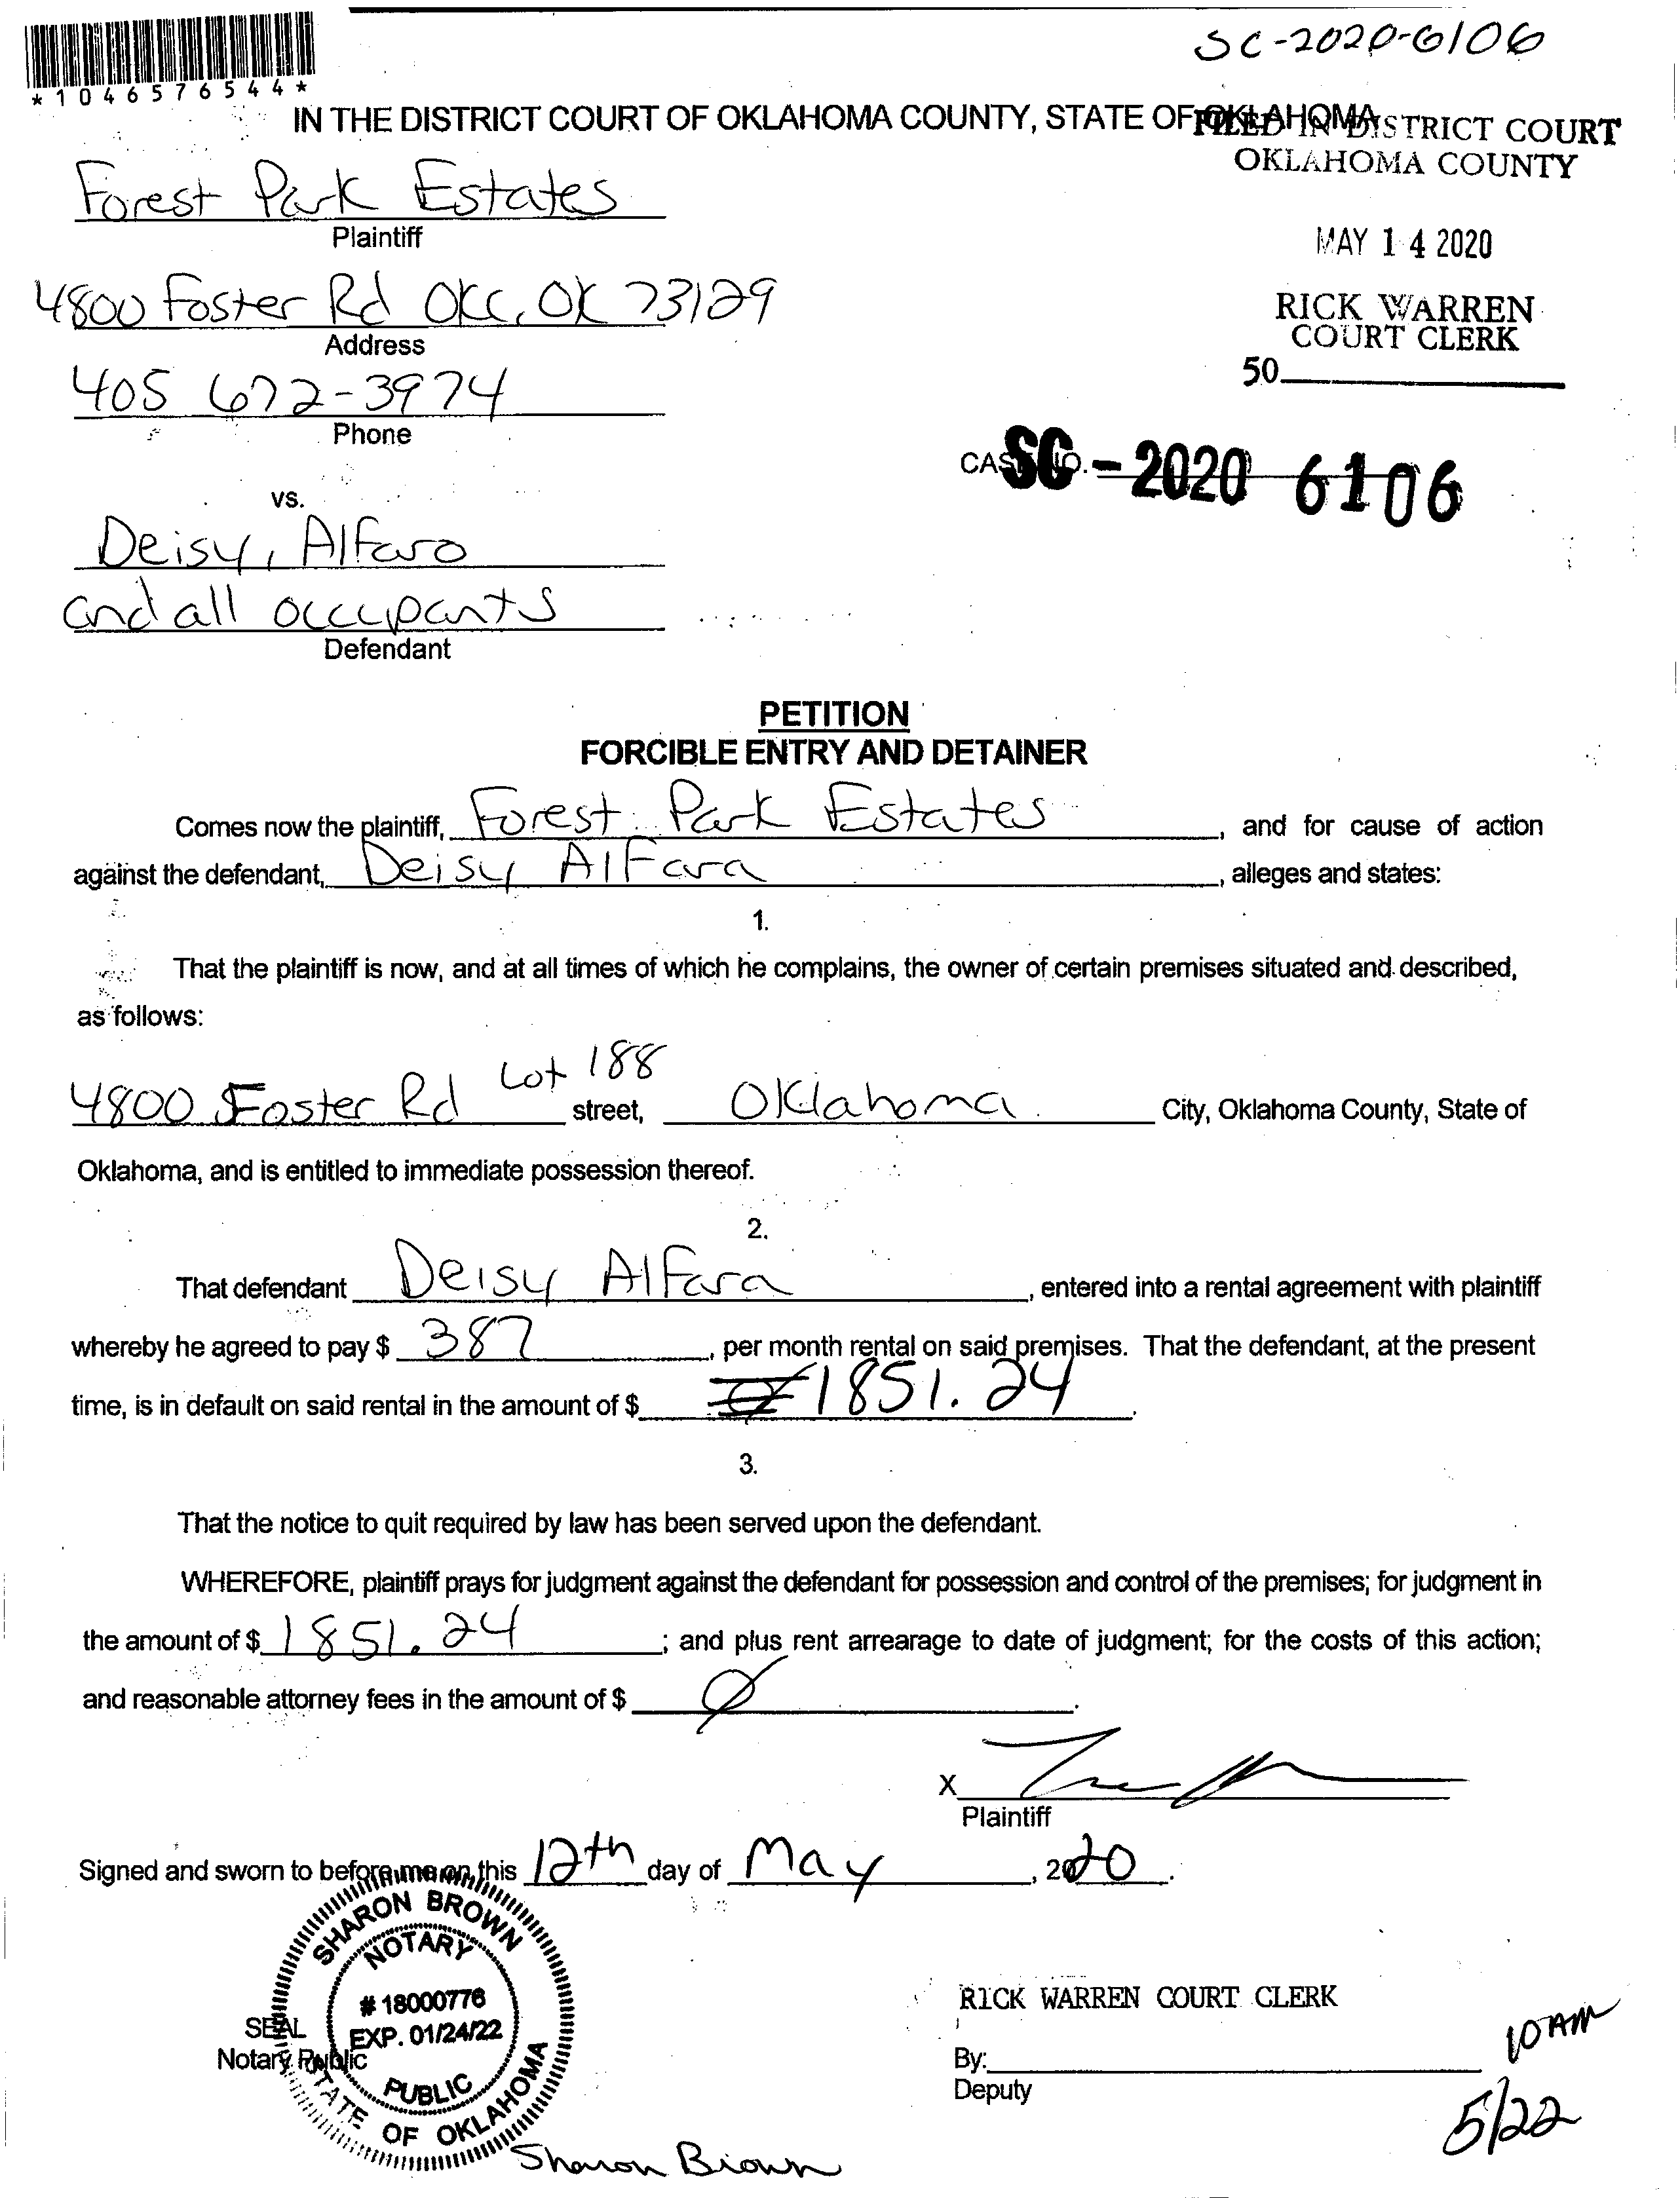 SC-2020-6106
*1046576544*
IN THE DISTRICT COURT OF OKLAHOMA COUNTY, STATE OF OKLAHOMA
FILED IN DISTRICT COURT
OKLAHOMA COUNTY
Forest Park Estates
Plaintiff
MAY 14 2020
4800 Foster Rd OKC, OK 73129
Address
RICK WARREN
COURT CLERK
405 672-3974
Phone
50
CASE NO. SC - 2020 6106
vs.
Deisy, Alfaro
and all occupants
Defendant
PETITION
FORCIBLE ENTRY AND DETAINER
Comes now the plaintiff, Forest Park Estates, and for cause of action
against the defendant, Deisy Alfara, alleges and states:
1.
That the plaintiff is now, and at all times of which he complains, the owner of certain premises situated and described,
as follows:
4800 Foster Rd Lot 188 street, Oklahoma City, Oklahoma County, State of
Oklahoma, and is entitled to immediate possession thereof.
2.
That defendant Deisy Alfara, entered into a rental agreement with plaintiff
whereby he agreed to pay $ 387, per month rental on said premises. That the defendant, at the present
time, is in default on said rental in the amount of $ 1851.24.
3.
That the notice to quit required by law has been served upon the defendant.
WHEREFORE, plaintiff prays for judgment against the defendant for possession and control of the premises; for judgment in
the amount of $ 1851.24; and plus rent arrearage to date of judgment; for the costs of this action;
and reasonable attorney fees in the amount of $ Ø.
X
Plaintiff
Signed and sworn to before me on this 12th day of May, 2020.
SHARON BROWN
NOTARY
# 18000776
EXP. 01/24/22
PUBLIC
STATE OF OKLAHOMA
SEAL
Notary Public
Sharon Brown
RICK WARREN COURT CLERK
By:
Deputy
10 AM
5/22